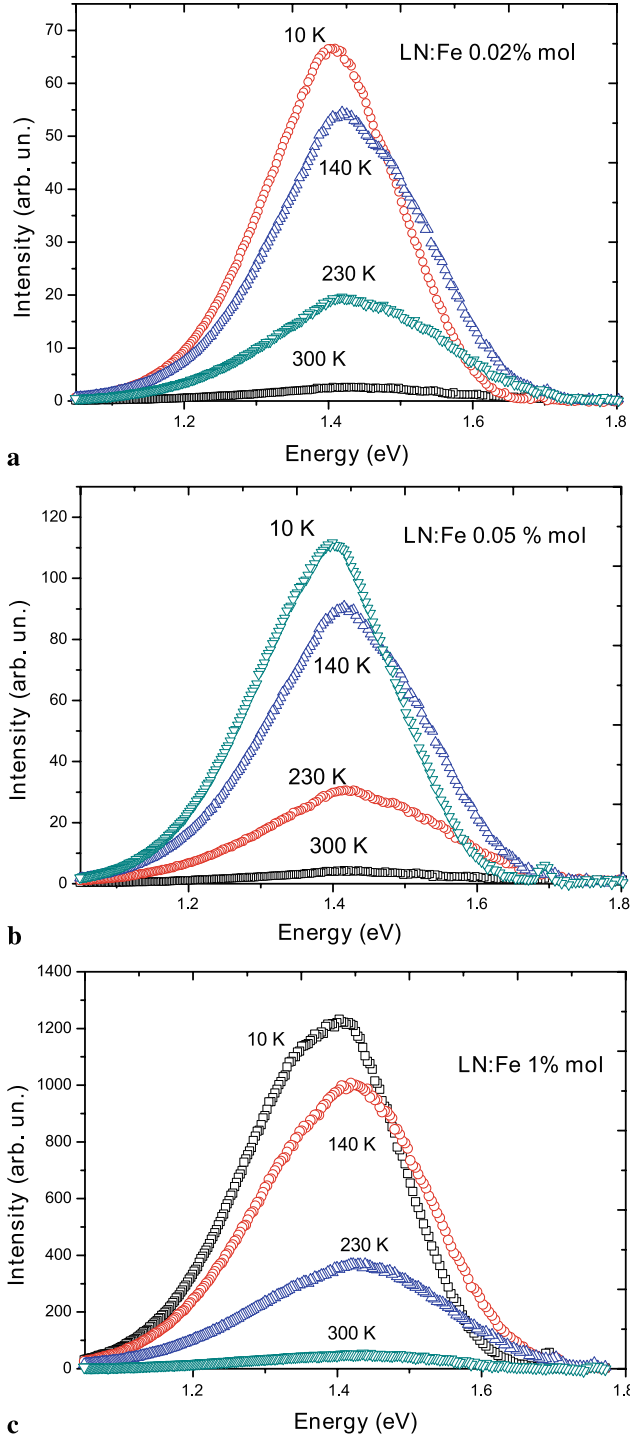 70
60
50
40
30
20
10
0
Intensity (arb. un.)
10 K
LN:Fe 0.02% mol
140 K
230 K
300 K
1.2
1.4
1.6
1.8
Energy (eV)
a
120
100
80
60
40
20
0
Intensity (arb. un.)
10 K
LN:Fe 0.05 % mol
140 K
230 K
300 K
1.2
1.4
1.6
1.8
Energy (eV)
b
1400
1200
1000
800
600
400
200
0
Intensity (arb. un.)
10 K
LN:Fe 1% mol
140 K
230 K
300 K
1.2
1.4
1.6
1.8
Energy (eV)
c